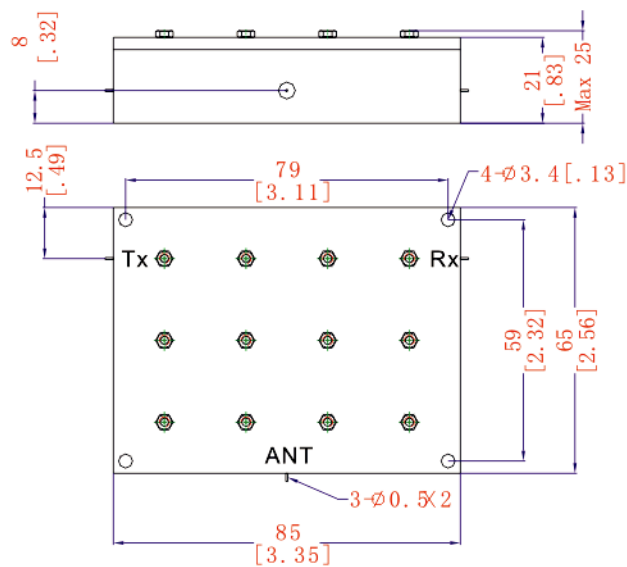 8
[.32]
21
[.83]
Max 25
12.5
[.49]
79
[3.11]
4-Ø3.4[.13]
Tx
Rx
59
[2.32]
65
[2.56]
ANT
3-Ø0.5X2
85
[3.35]